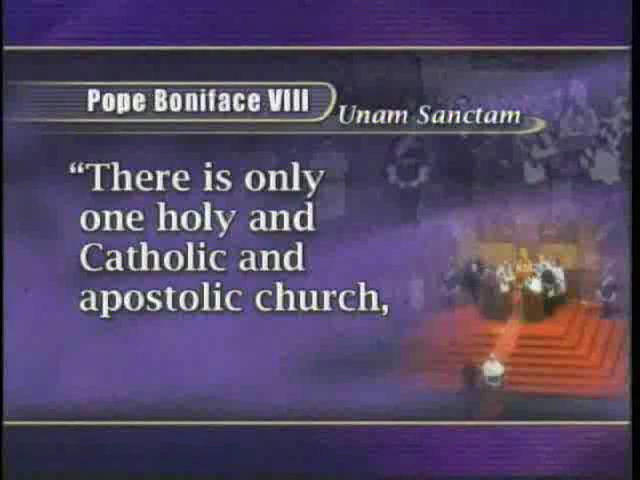 Pope Boniface VIII
Unam Sanctam
“There is only
one holy and
Catholic and
apostolic church,